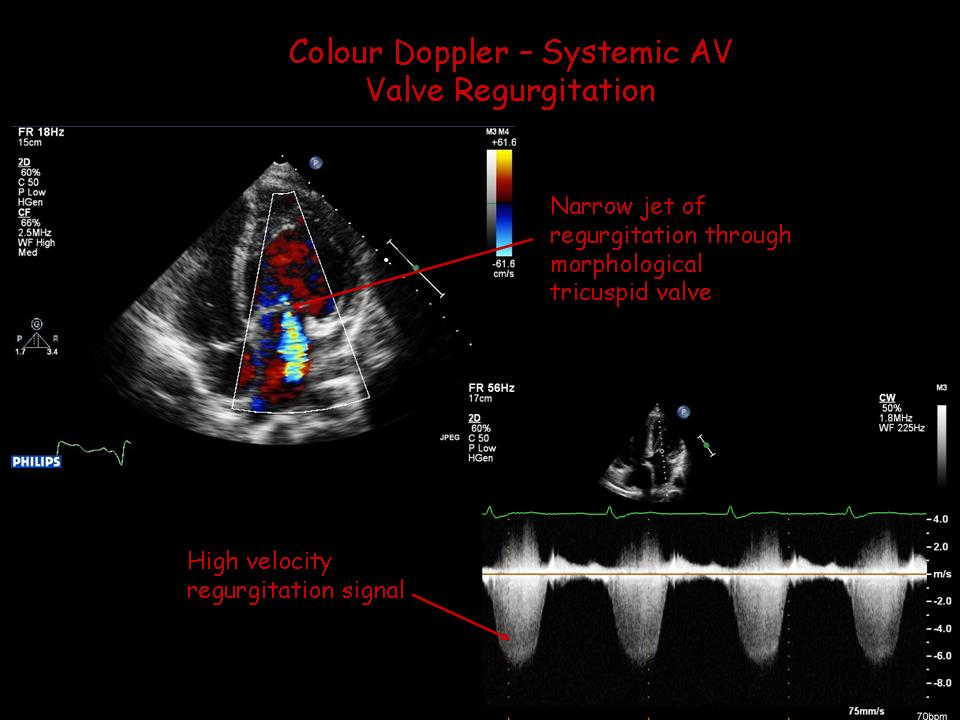 Colour Doppler – Systemic AV
Valve Regurgitation
FR 18Hz
15cm
2D
60%
C 50
P Low
HGen
CF
66%
2.5MHz
WF High
Med
M3 M4
+61.6
-61.6
cm/s
P
Narrow jet of
regurgitation through
morphological
tricuspid valve
G
P R
1.7 3.4
PHILIPS
JPEG
FR 56Hz
17cm
2D
60%
C 50
P Low
HGen
P
CW
50%
1.8MHz
WF 225Hz
M3
High velocity
regurgitation signal
4.0
2.0
m/s
-2.0
-4.0
-6.0
-8.0
75mm/s
70bpm